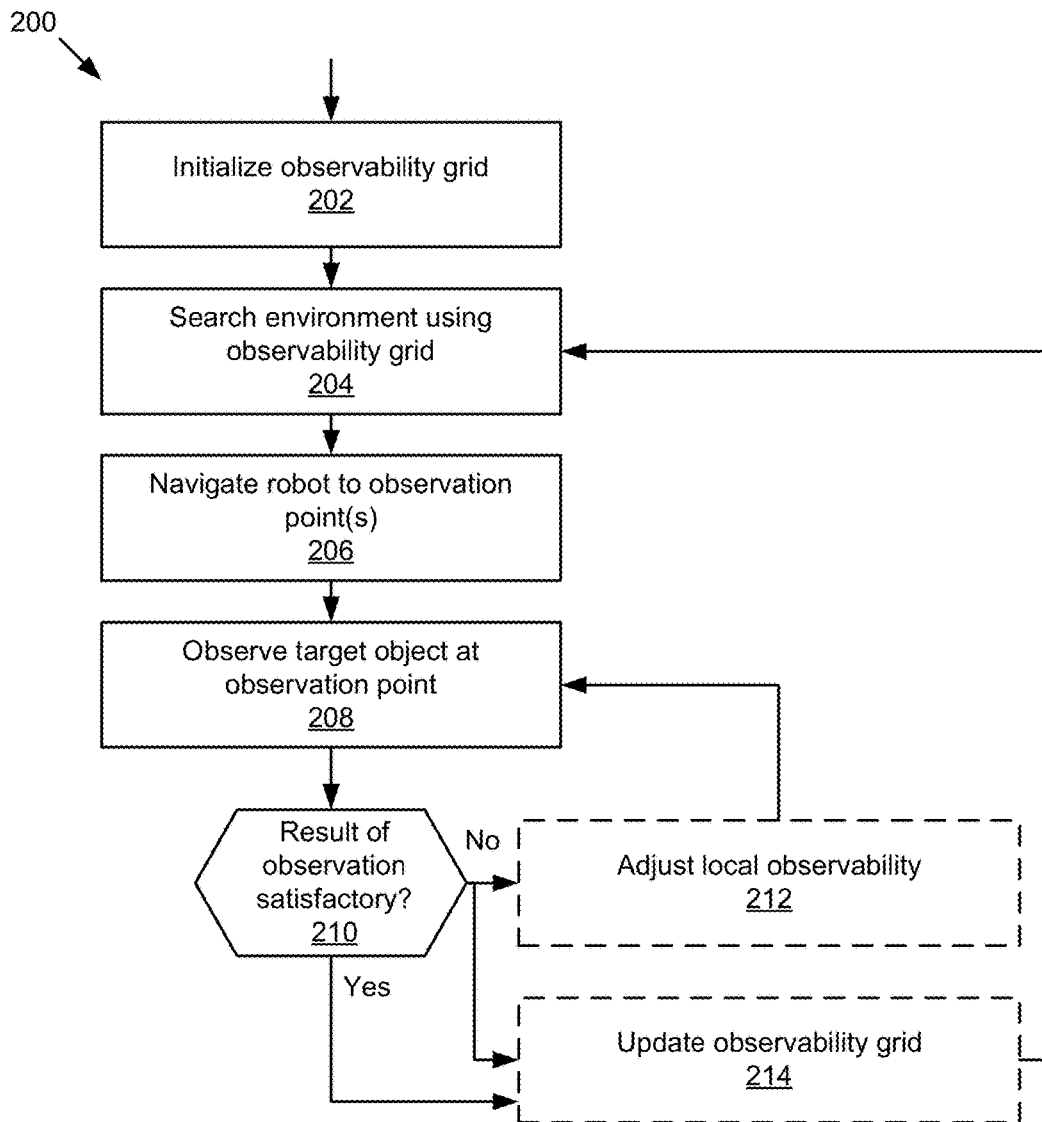 200
Initialize observability grid
202
Search environment using
observability grid
204
Navigate robot to observation
point(s)
206
Observe target object at
observation point
208
Result of
observation
satisfactory?
210
No
Yes
Adjust local observability
212
Update observability grid
214